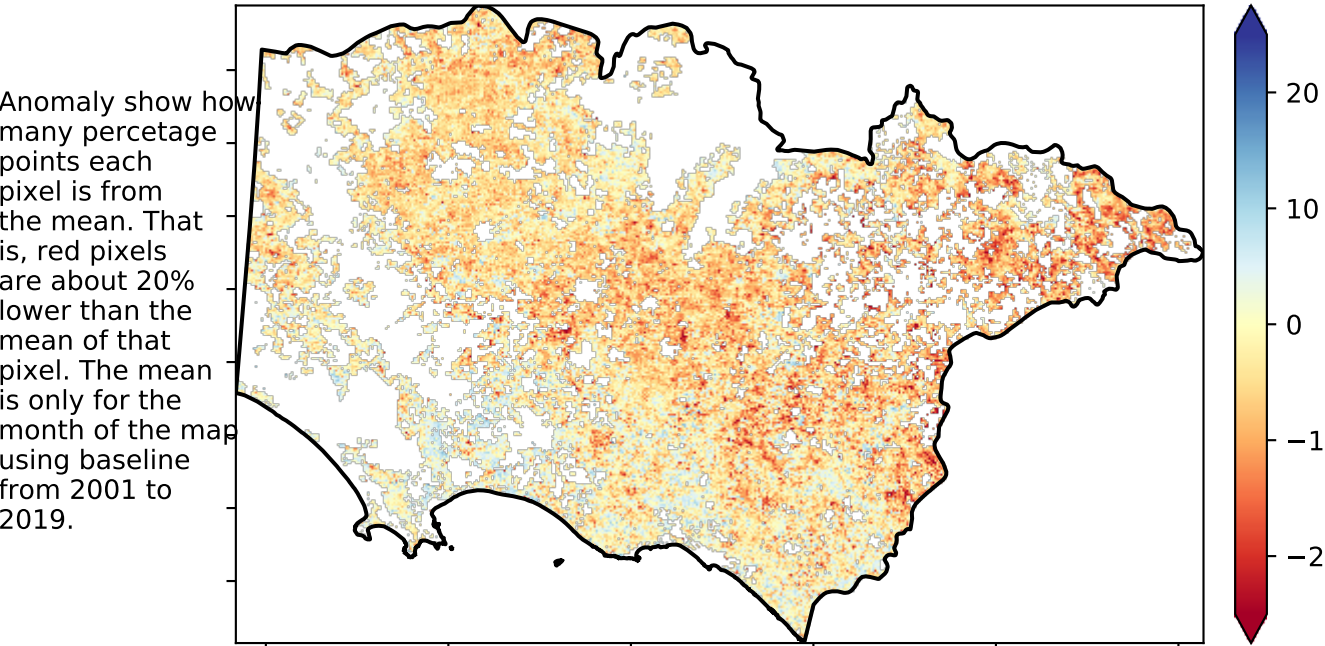 Anomaly show how
many percetage
points each
pixel is from
the mean. That
is, red pixels
are about 20%
lower than the
mean of that
pixel. The mean
is only for the
month of the map
using baseline
from 2001 to
2019.
20
10
0
−1
−2